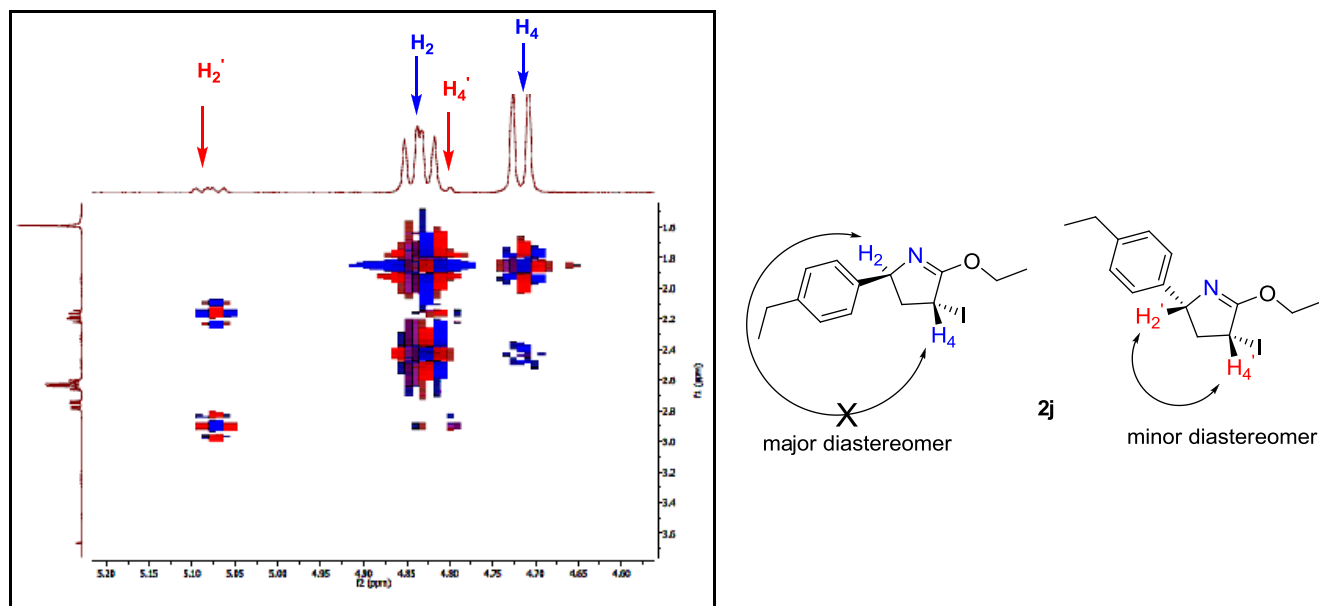 H2'
H2
H4'
H4
1.6
1.8
2.0
2.2
2.4
2.6
2.8
3.0
3.2
3.4
3.6
f1 (ppm)
5.20 5.15 5.10 5.05 5.00 4.95 4.90 4.85 4.80 4.75 4.70 4.65 4.60
f2 (ppm)
H2 N
O
I
H4
X
major diastereomer
2j
N
O
H2'
I
H4'
minor diastereomer